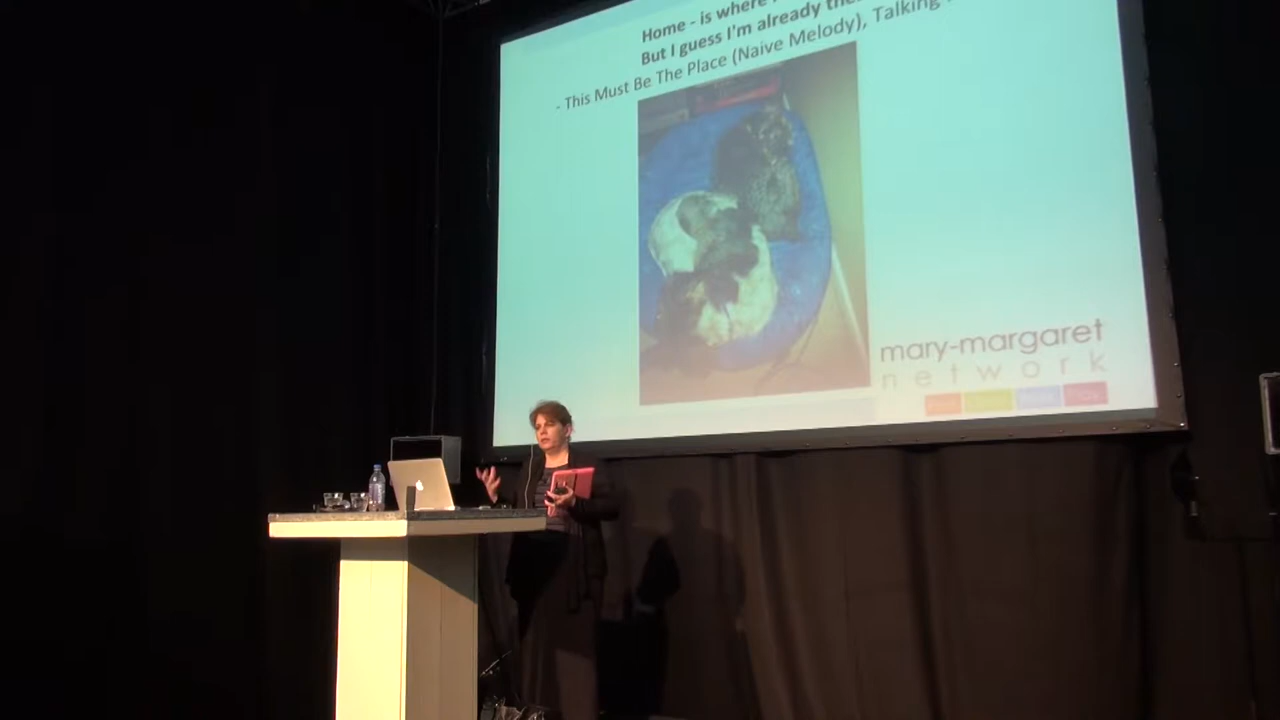 Home - is where
But I guess I'm already
- This Must Be The Place (Naive Melody), Talking
mary-margaret
network